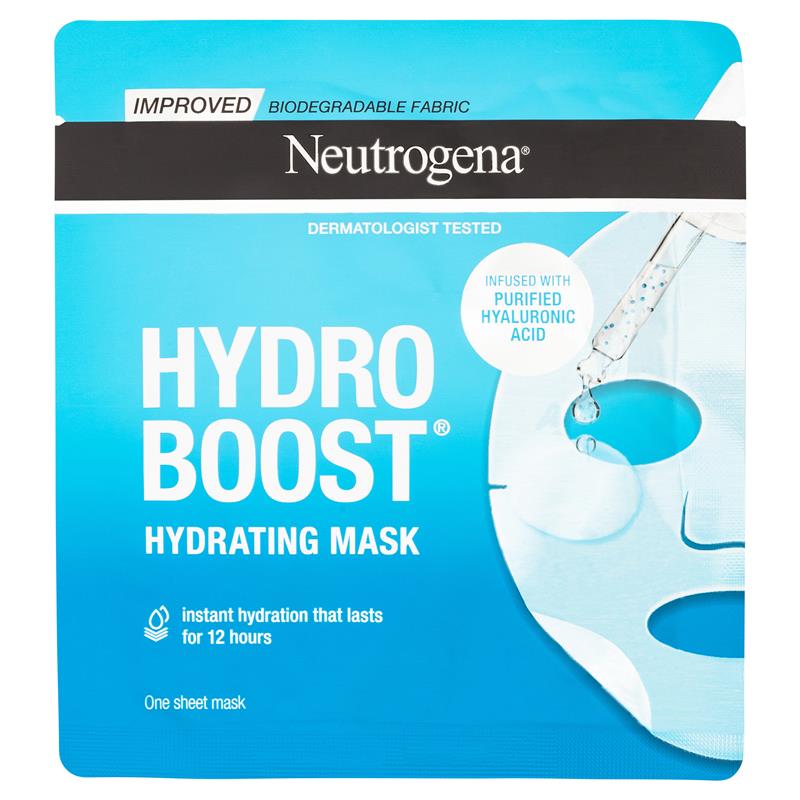 IMPROVED BIODEGRADABLE FABRIC
Neutrogena®
DERMATOLOGIST TESTED
INFUSED WITH
PURIFIED
HYALURONIC
ACID
HYDRO
BOOST®
HYDRATING MASK
instant hydration that lasts
for 12 hours
One sheet mask